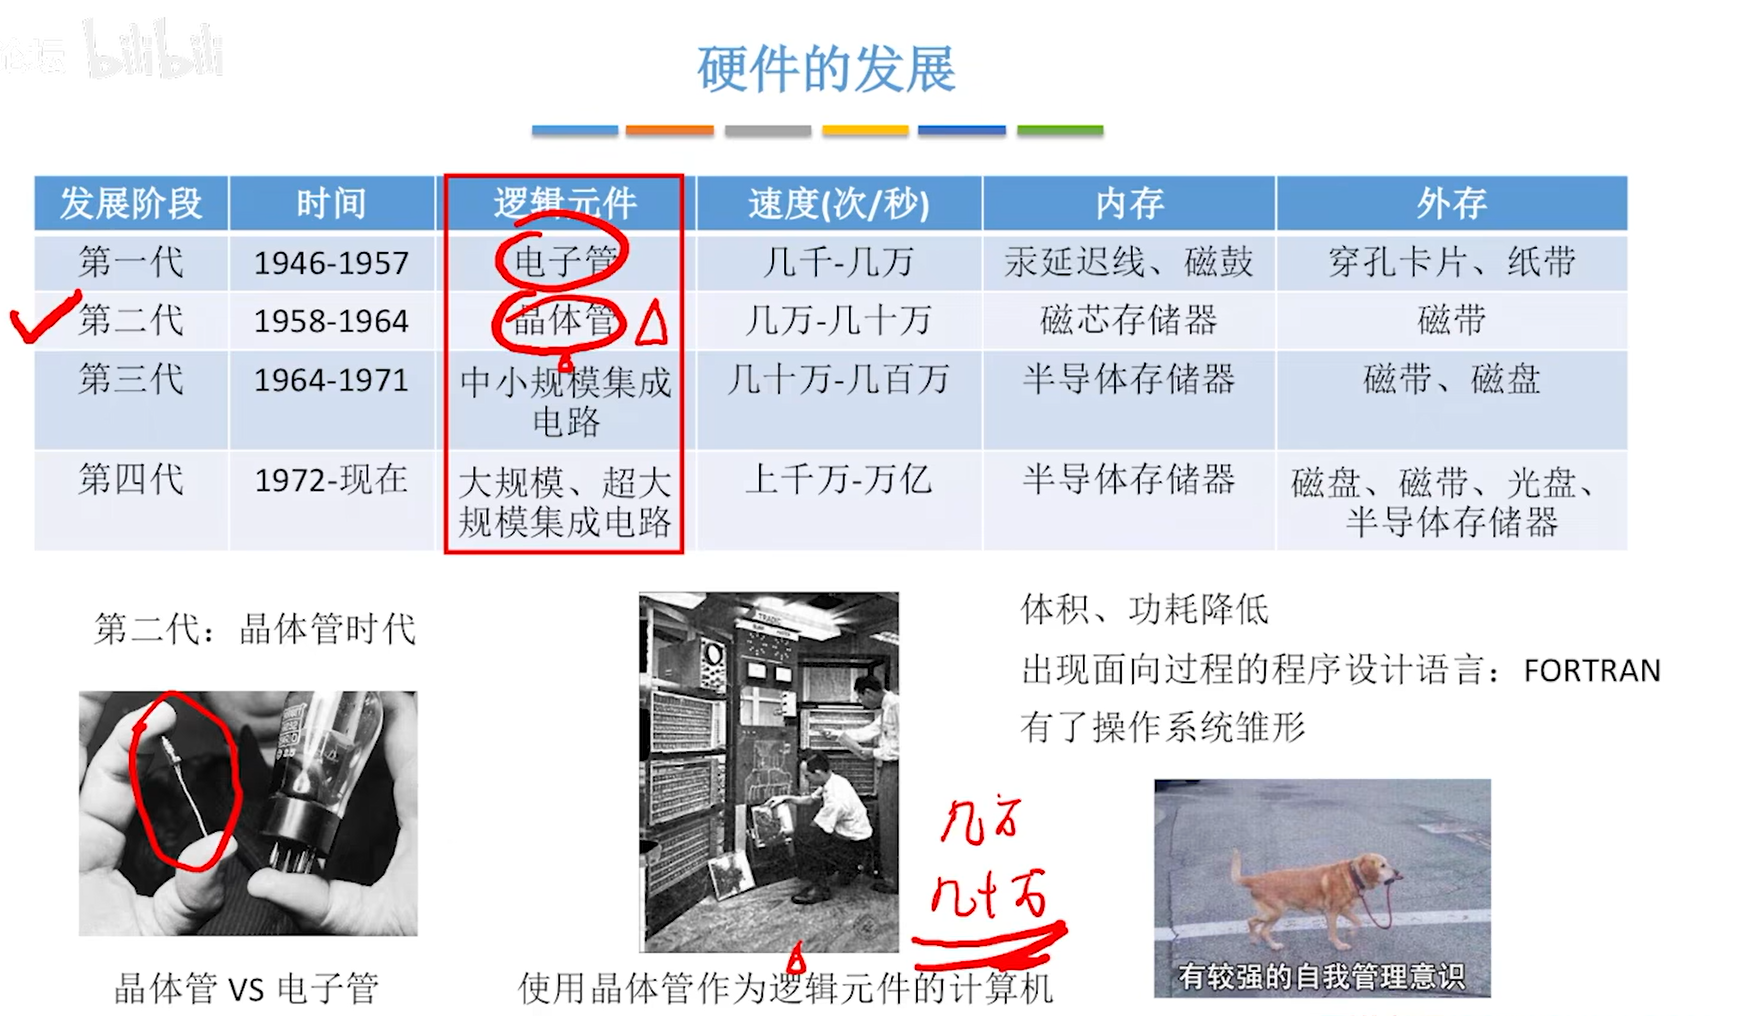 论坛 bilibili
硬件的发展
发展阶段 时间 逻辑元件 速度(次/秒) 内存 外存
第一代 1946-1957 电子管 几千-几万 汞延迟线、磁鼓 穿孔卡片、纸带
第二代 1958-1964 晶体管 几万-几十万 磁芯存储器 磁带
第三代 1964-1971 中小规模集成 几十万-几百万 半导体存储器 磁带、磁盘
电路
第四代 1972-现在 大规模、超大 上千万-万亿 半导体存储器 磁盘、磁带、光盘、
规模集成电路 半导体存储器
第二代：晶体管时代
晶体管 VS 电子管
TRADIC
使用晶体管作为逻辑元件的计算机
体积、功耗降低
出现面向过程的程序设计语言：FORTRAN
有了操作系统雏形
几万
几十万
有较强的自我管理意识